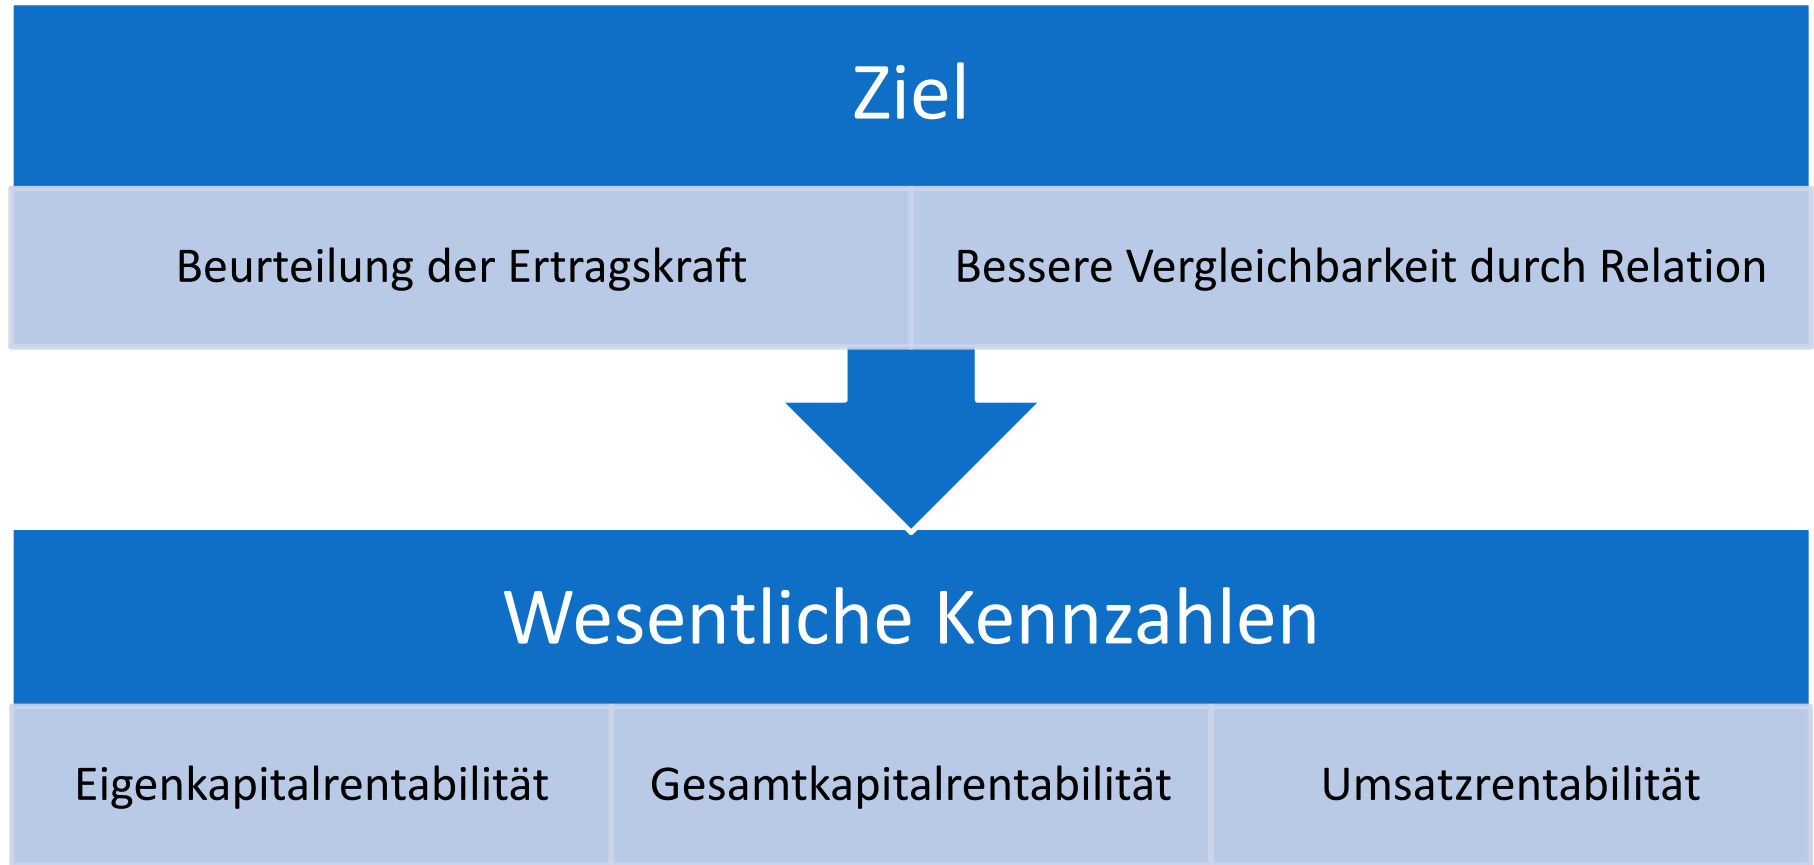 Ziel
Beurteilung der Ertragskraft
Bessere Vergleichbarkeit durch Relation
Wesentliche Kennzahlen
Eigenkapitalrentabilität
Gesamtkapitalrentabilität
Umsatzrentabilität